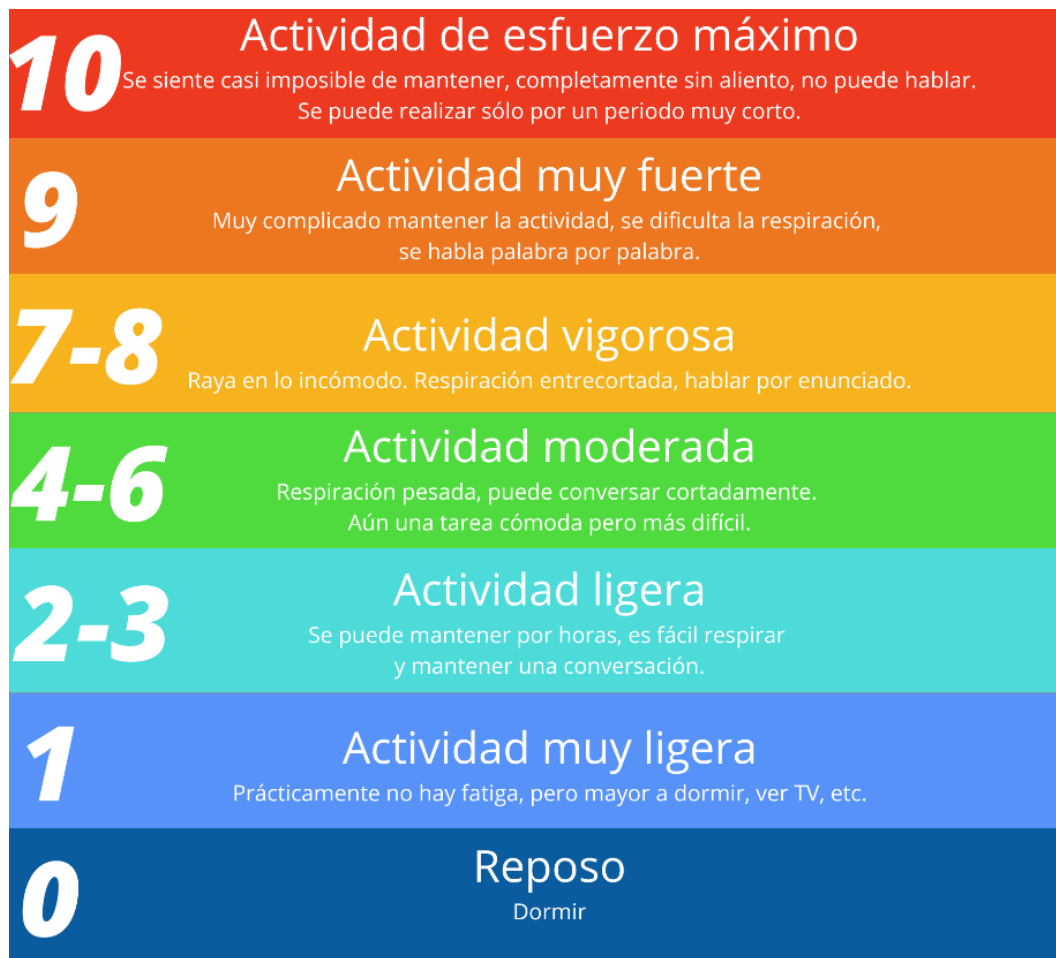 10
Actividad de esfuerzo máximo
Se siente casi imposible de mantener, completamente sin aliento, no puede hablar.
Se puede realizar sólo por un periodo muy corto.
9
Actividad muy fuerte
Muy complicado mantener la actividad, se dificulta la respiración,
se habla palabra por palabra.
7-8
Actividad vigorosa
Raya en lo incómodo. Respiración entrecortada, hablar por enunciado.
4-6
Actividad moderada
Respiración pesada, puede conversar cortadamente.
Aún una tarea cómoda pero más difícil.
2-3
Actividad ligera
Se puede mantener por horas, es fácil respirar
y mantener una conversación.
1
Actividad muy ligera
Prácticamente no hay fatiga, pero mayor a dormir, ver TV, etc.
0
Reposo
Dormir